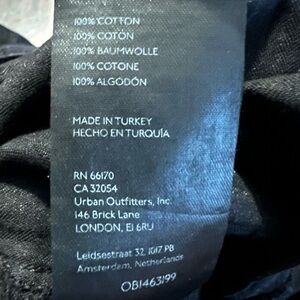 100% COTTON
100% COTON
100% BAUMWOLLE
100% COTONE
100% ALGODÓN
MADE IN TURKEY
HECHO EN TURQUÍA
RN 66170
CA 32054
Urban Outfitters, Inc.
146 Brick Lane
LONDON, E1 6RU
Leidsestraat 32, 1017 PB
Amsterdam, Netherlands
OB1463199